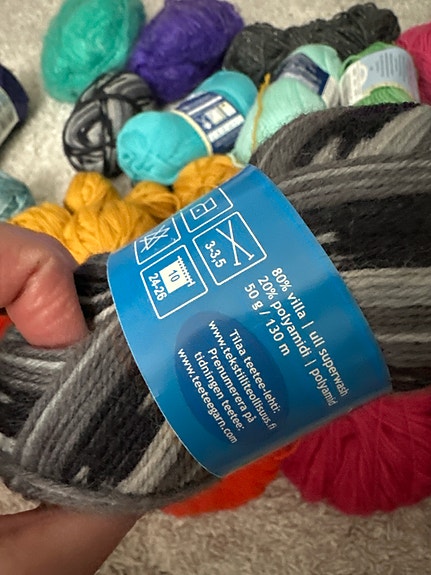 3-3,5
10
24-26
80% villa | ull superwash
20% polyamidi | polyamid
50 g / 130 m
Tilaa teetee-lehti:
www.tekstiiliteollisuus.fi
Prenumerera på
tidningen teetee:
www.teeteegarn.com